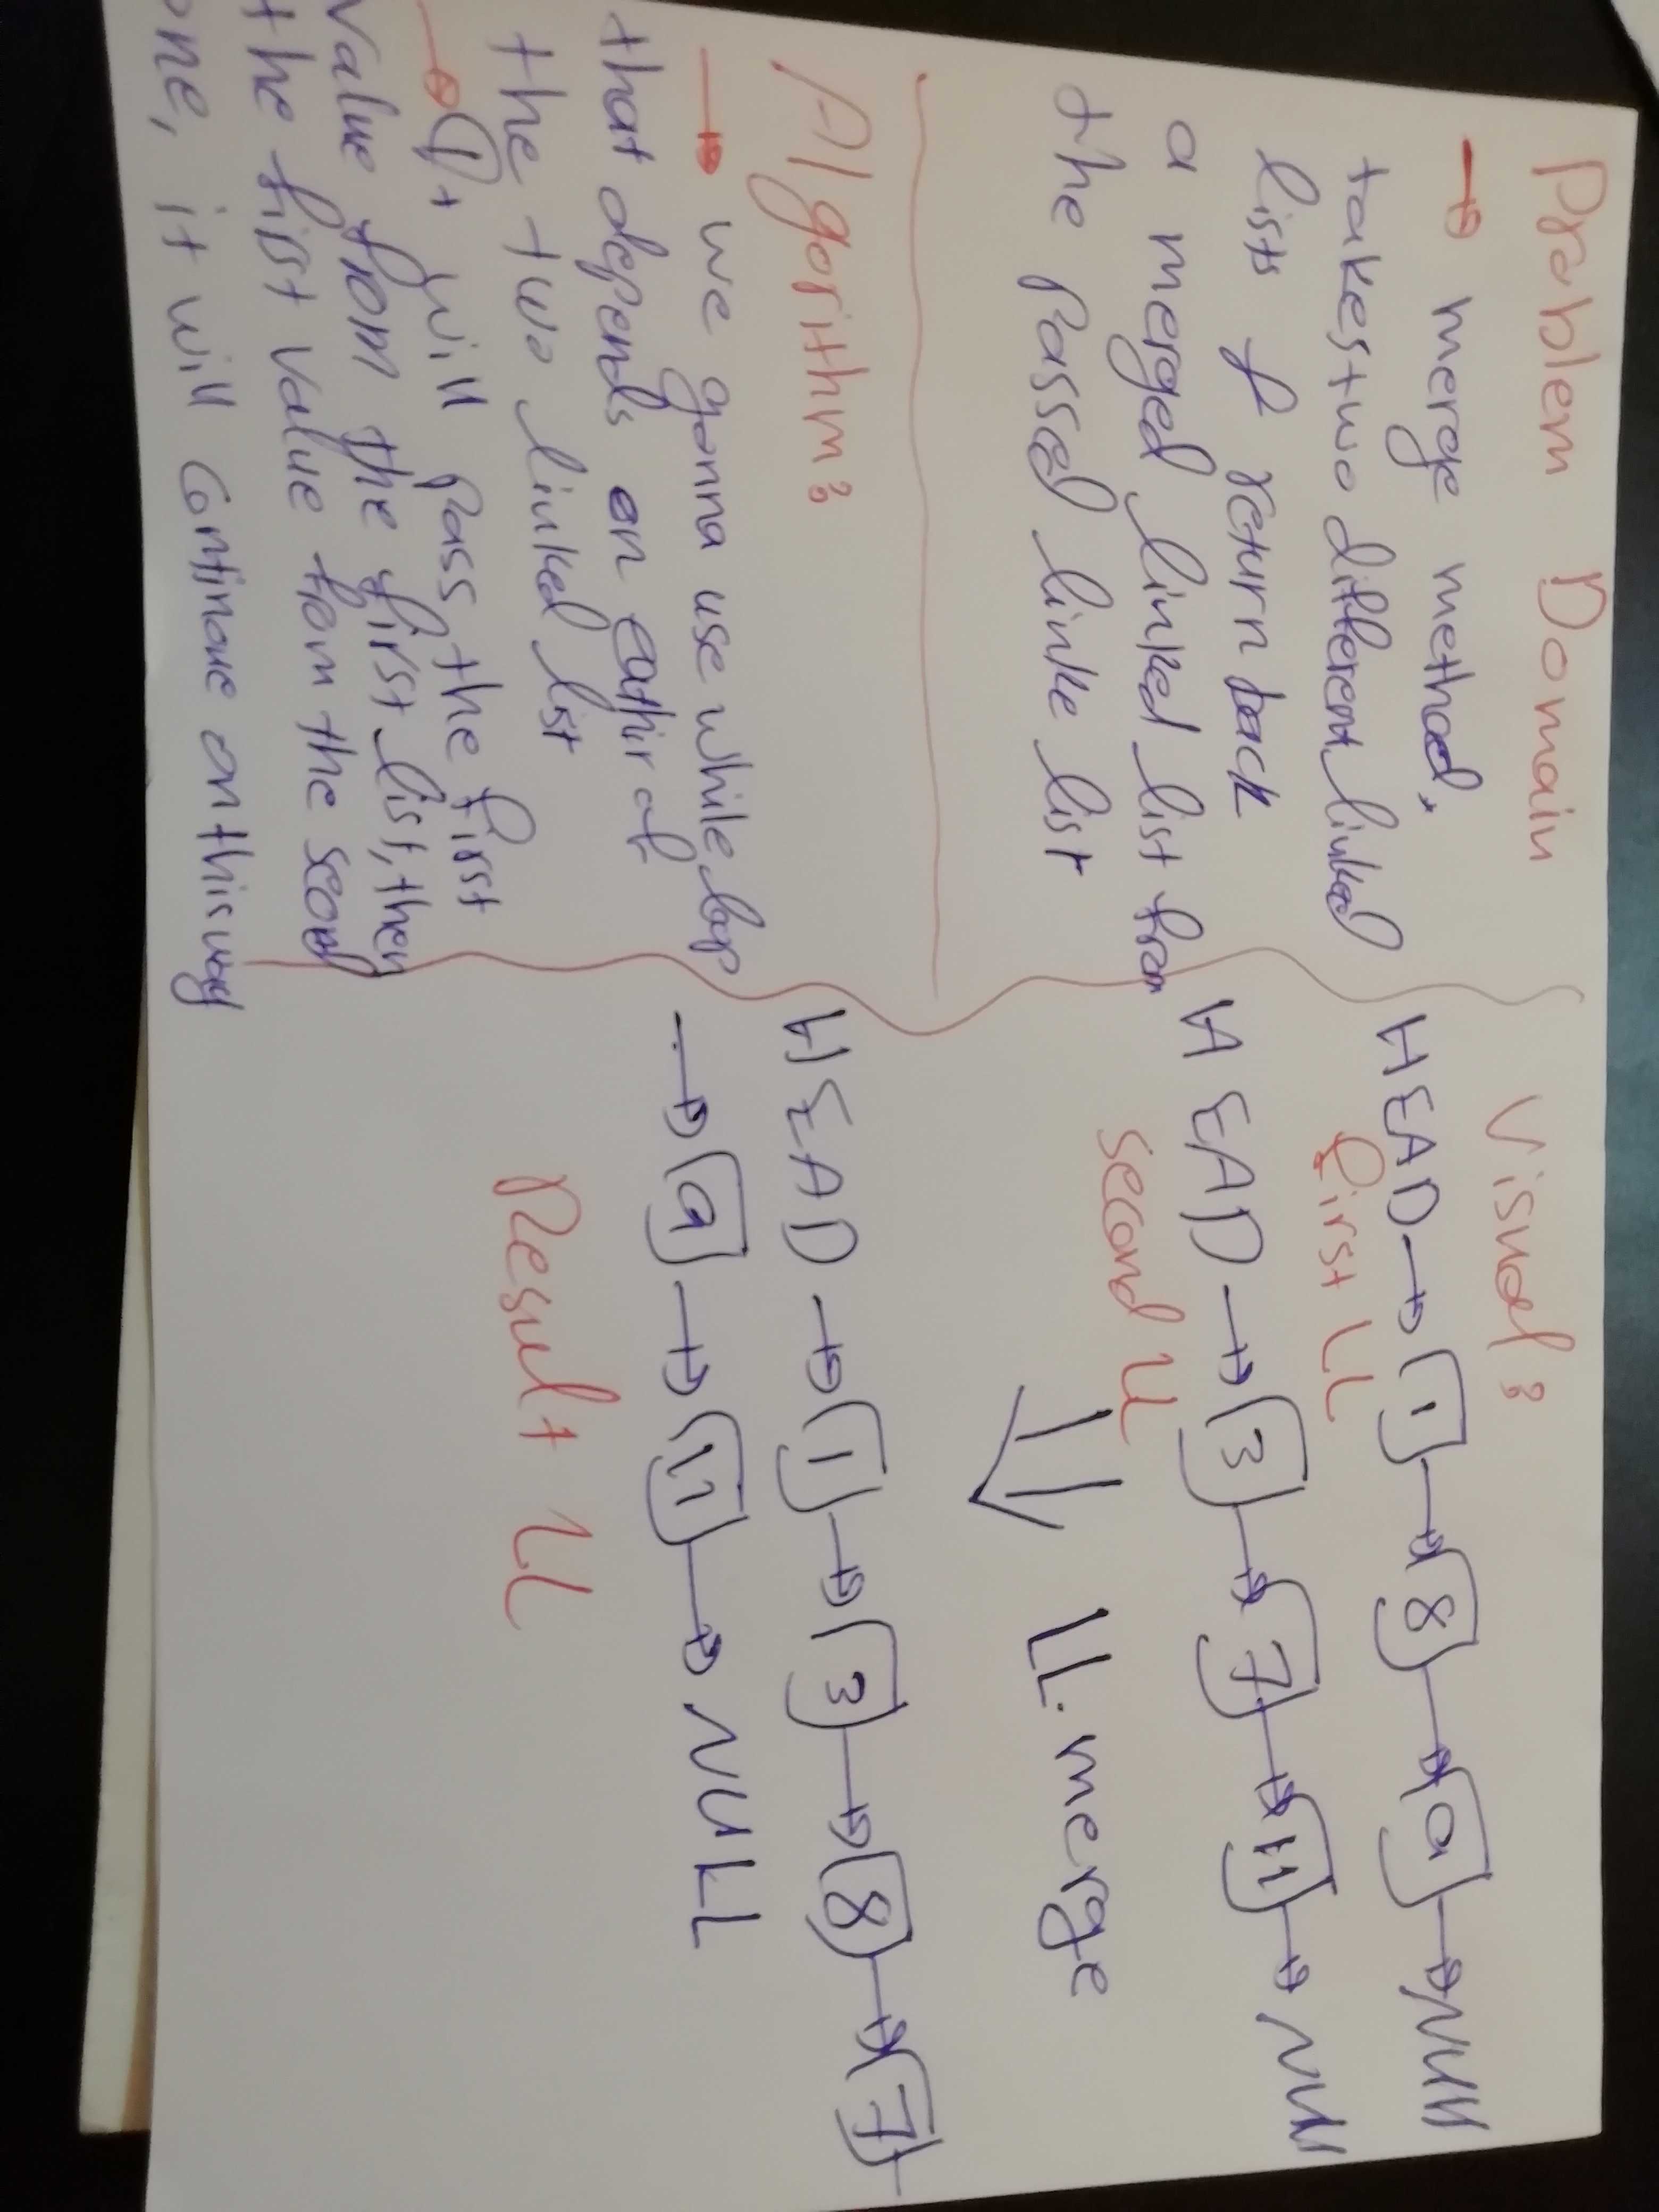 Problem Domain
→ merge method,
takes two different linked
lists & return back
a merged linked list from
the passed linke list
Algorithm:
→ we gonna use while loop
that depends on eathir of
the two linked list
→ It will pass the first
value from the first list, then
the first value from the second
one, it will continue on this way
Visual:
HEAD → 1 → 8 → 9 → NUll
First LL
HEAD → 3 → 7 → 11 → NUll
second LL
LL.merge
HEAD → 1 → 3 → 8 → 7
→ 9 → 11 → NULL
Result LL